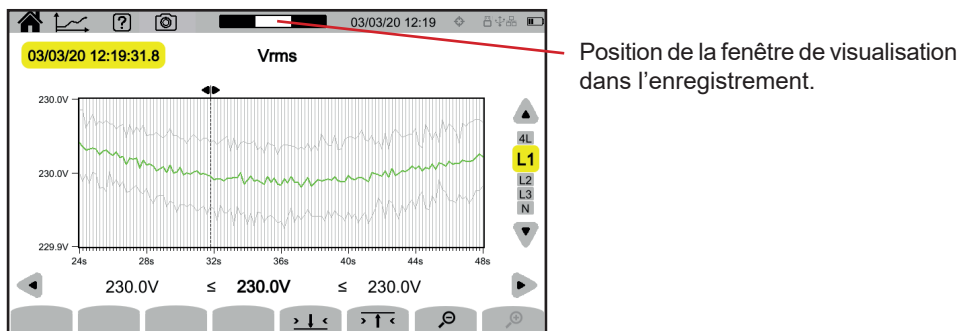 ?
03/03/20 12:19
03/03/20 12:19:31.8
Vrms
Position de la fenêtre de visualisation
dans l'enregistrement.
230.0V
230.0V
229.9V
4L
L1
L2
L3
N
24s 28s 32s 36s 40s 44s 48s
230.0V ≤ 230.0V ≤ 230.0V